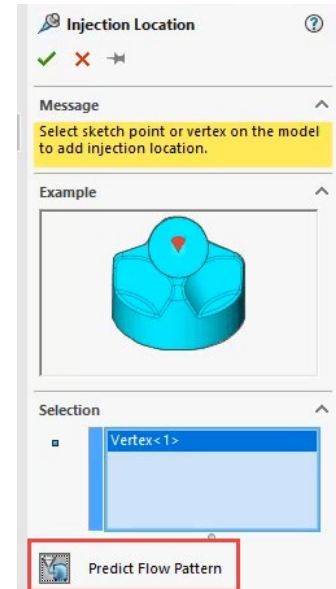 Injection Location
Message
Select sketch point or vertex on the model
to add injection location.
Example
Selection
Vertex<1>
Predict Flow Pattern